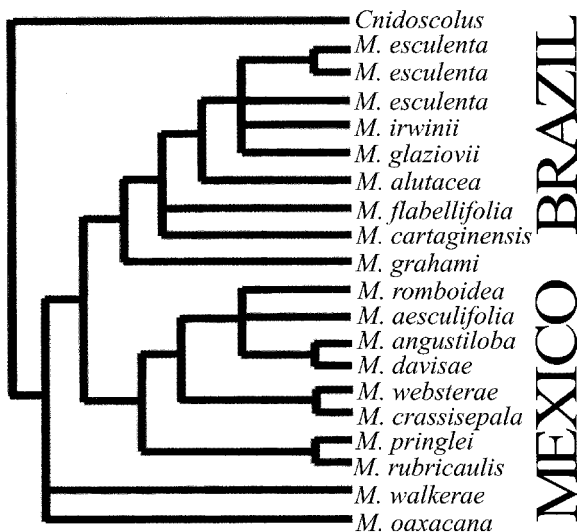 Cnidoscolus
M. esculenta
M. esculenta
M. esculenta
M. irwinii
M. glaziovii
M. alutacea
M. flabellifolia
M. cartaginensis
M. grahami
M. romboidea
M. aesculifolia
M. angustiloba
M. davisae
M. websterae
M. crassisepala
M. pringlei
M. rubricaulis
M. walkerae
M. oaxacana
BRAZIL
MEXICO